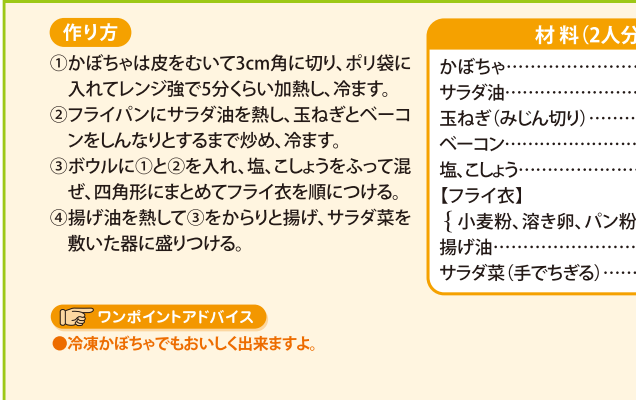 作り方
①かぼちゃは皮をむいて3cm角に切り、ポリ袋に
入れてレンジ強で5分くらい加熱し、冷ます。
②フライパンにサラダ油を熱し、玉ねぎとベーコ
ンをしんなりとするまで炒め、冷ます。
③ボウルに①と②を入れ、塩、こしょうをふって混
ぜ、四角形にまとめてフライ衣を順につける。
④揚げ油を熱して③をからりと揚げ、サラダ菜を
敷いた器に盛りつける。
ワンポイントアドバイス
●冷凍かぼちゃでもおいしく出来ますよ。
材料(2人分
かぼちゃ……………………
サラダ油……………………
玉ねぎ(みじん切り)………
ベーコン……………………
塩、こしょう…………………
【フライ衣】
{小麦粉、溶き卵、パン粉
揚げ油………………………
サラダ菜(手でちぎる)……